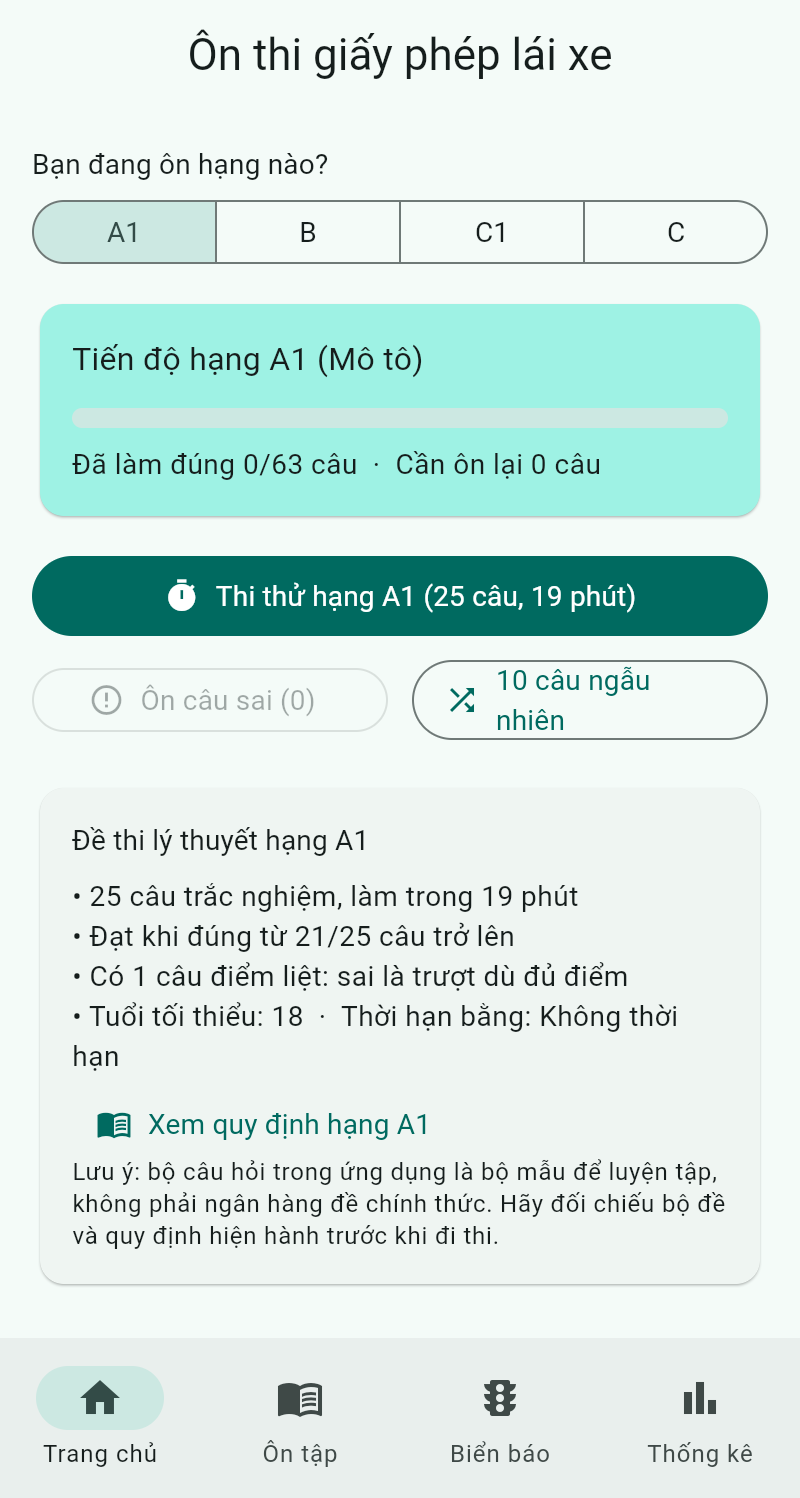 Ôn thi giấy phép lái xe
Bạn đang ôn hạng nào?
A1
B
C1
C
Tiến độ hạng A1 (Mô tô)
Đã làm đúng 0/63 câu · Cần ôn lại 0 câu
Thi thử hạng A1 (25 câu, 19 phút)
Ôn câu sai (0)
10 câu ngẫu
nhiên
Đề thi lý thuyết hạng A1
• 25 câu trắc nghiệm, làm trong 19 phút
• Đạt khi đúng từ 21/25 câu trở lên
• Có 1 câu điểm liệt: sai là trượt dù đủ điểm
• Tuổi tối thiểu: 18 · Thời hạn bằng: Không thời
hạn
Xem quy định hạng A1
Lưu ý: bộ câu hỏi trong ứng dụng là bộ mẫu để luyện tập,
không phải ngân hàng đề chính thức. Hãy đối chiếu bộ đề
và quy định hiện hành trước khi đi thi.
Trang chủ
Ôn tập
Biển báo
Thống kê